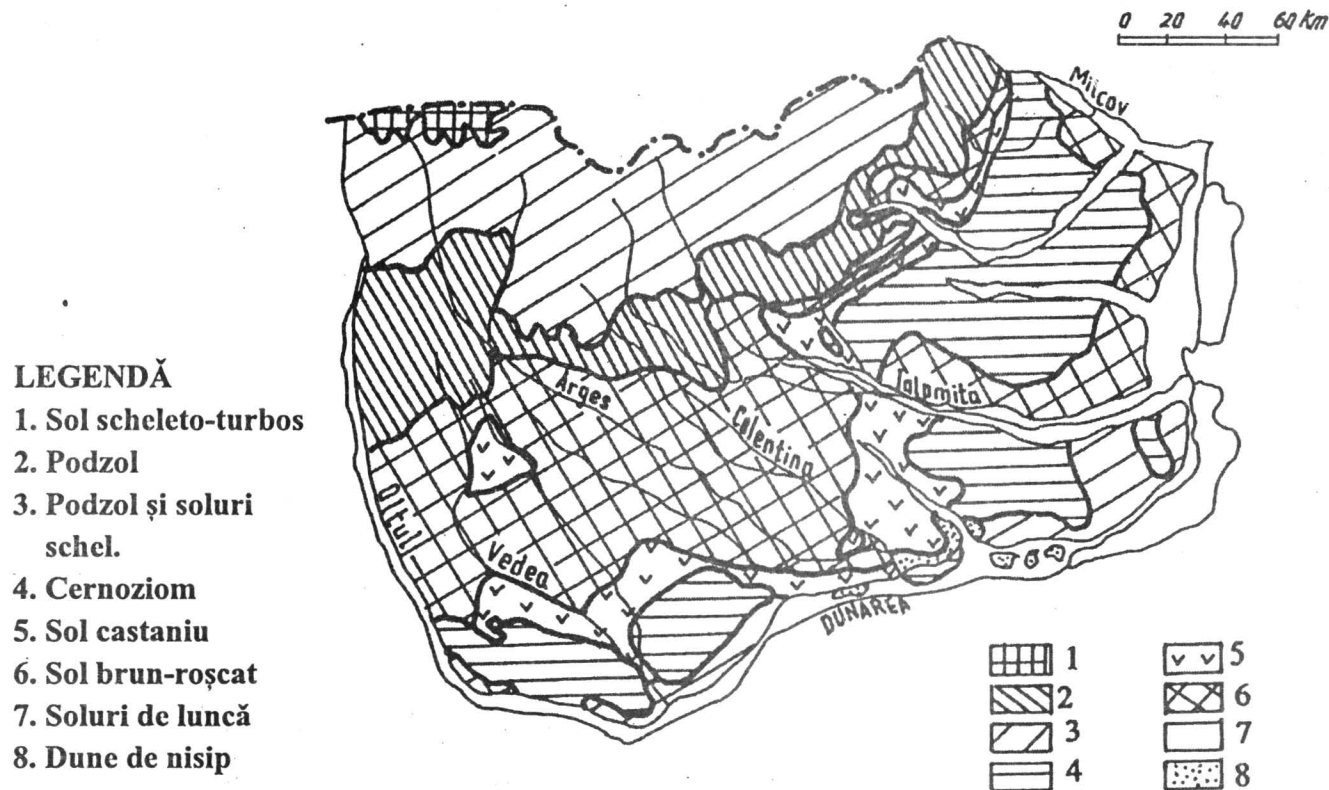 0 20 40 60 Km
Milcov
LEGENDĂ
1. Sol scheleto-turbos
2. Podzol
3. Podzol și soluri
schel.
4. Cernoziom
5. Sol castaniu
6. Sol brun-roșcat
7. Soluri de luncă
8. Dune de nisip
Argeș
Colentina
Ialomita
Oltul
Vedea
DUNAREA
1
2
3
4
5
6
7
8